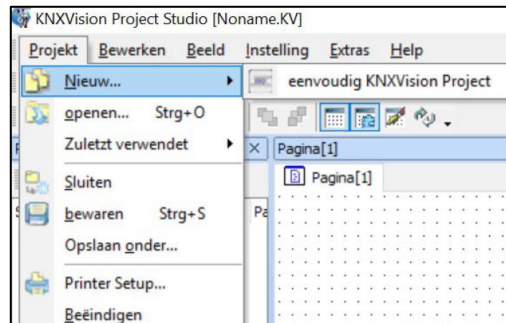 KNXVision Project Studio [Noname.KV]
Projekt Bewerken Beeld Instelling Extras Help
Nieuw... eenvoudig KNXVision Project
openen... Strg+O
Zuletzt verwendet Pagina[1]
Pagina[1]
Sluiten
bewaren Strg+S
Opslaan onder...
Printer Setup...
Beëindigen